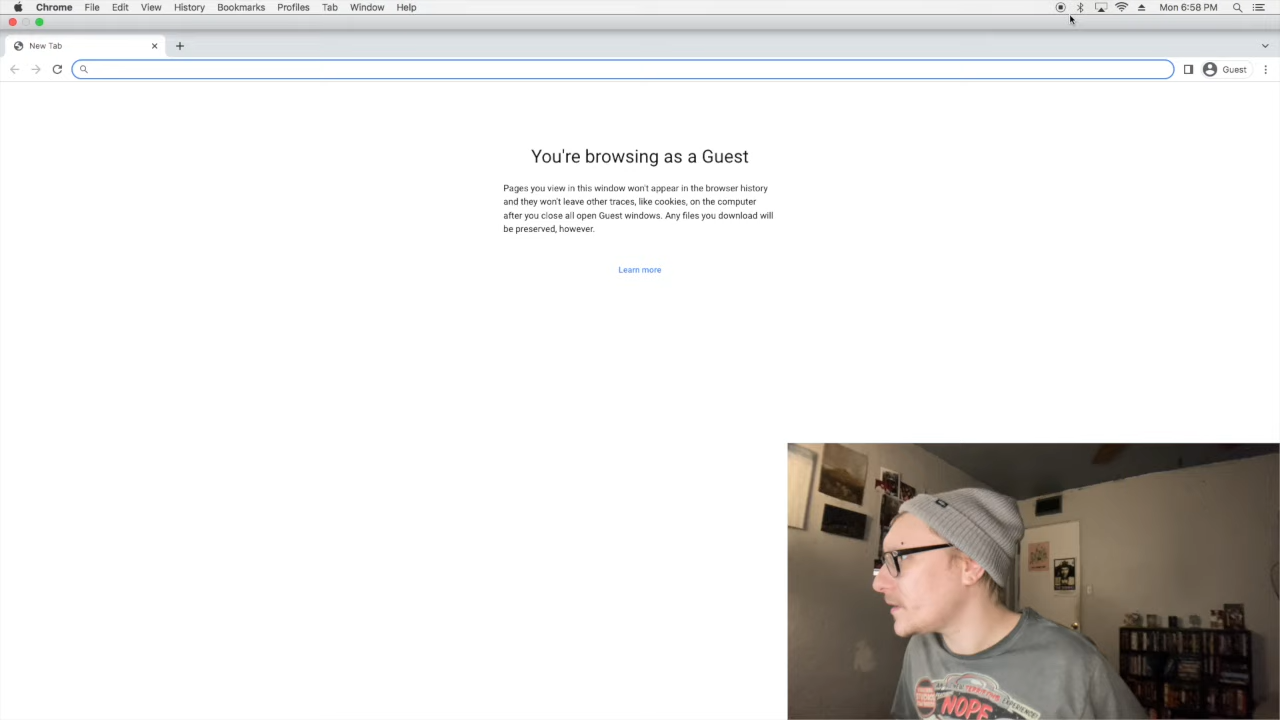 Chrome File Edit View History Bookmarks Profiles Tab Window Help Mon 6:58 PM
New Tab
Guest
You're browsing as a Guest
Pages you view in this window won't appear in the browser history
and they won't leave other traces, like cookies, on the computer
after you close all open Guest windows. Any files you download will
be preserved, however.
Learn more
NOPE